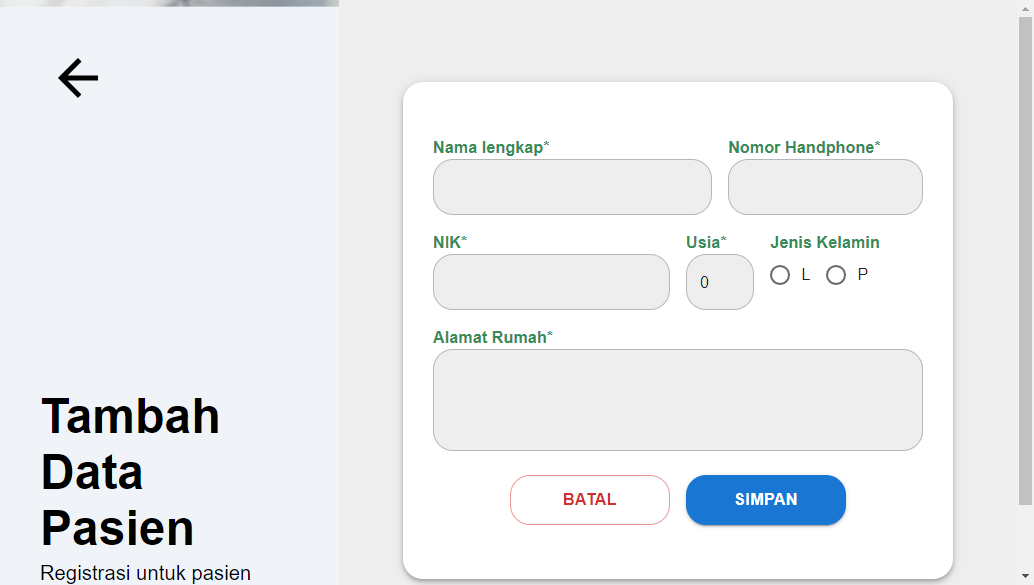 Tambah
Data
Pasien
Registrasi untuk pasien
Nama lengkap*
Nomor Handphone*
NIK*
Usia*
Jenis Kelamin
0
L
P
Alamat Rumah*
BATAL
SIMPAN